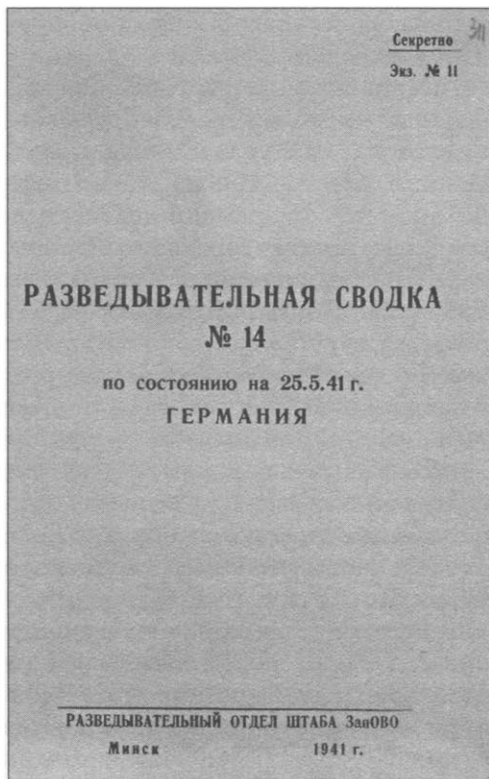 Секретно
Экз. № 11
РАЗВЕДЫВАТЕЛЬНАЯ СВОДКА
№ 14
по состоянию на 25.5.41 г.
ГЕРМАНИЯ
РАЗВЕДЫВАТЕЛЬНЫЙ ОТДЕЛ ШТАБА ЗапОВО
Минск 1941 г.